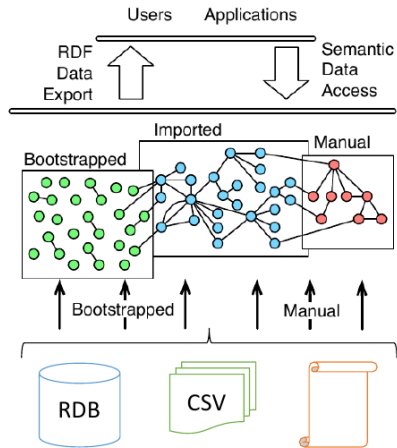 Users Applications
RDF
Data
Export
Semantic
Data
Access
Imported
Manual
Bootstrapped
Bootstrapped
Manual
RDB
CSV